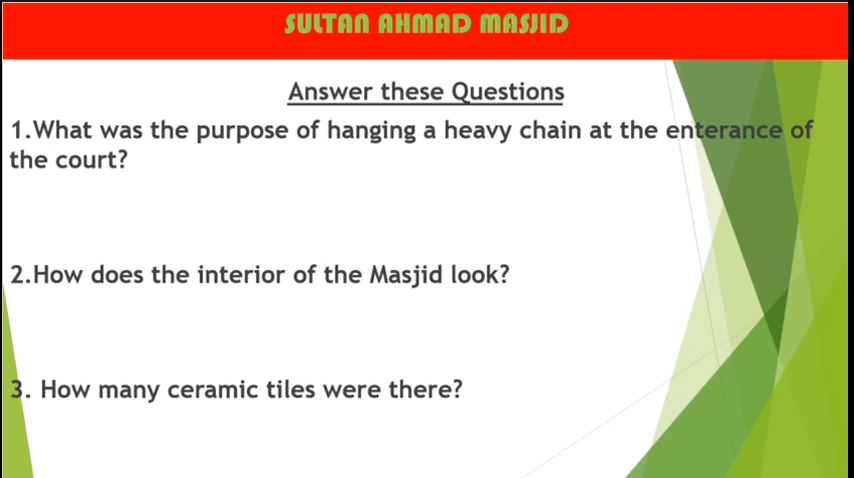 SULTAN AHMAD MASJID
Answer these Questions
1.What was the purpose of hanging a heavy chain at the enterance of
the court?
2.How does the interior of the Masjid look?
3. How many ceramic tiles were there?